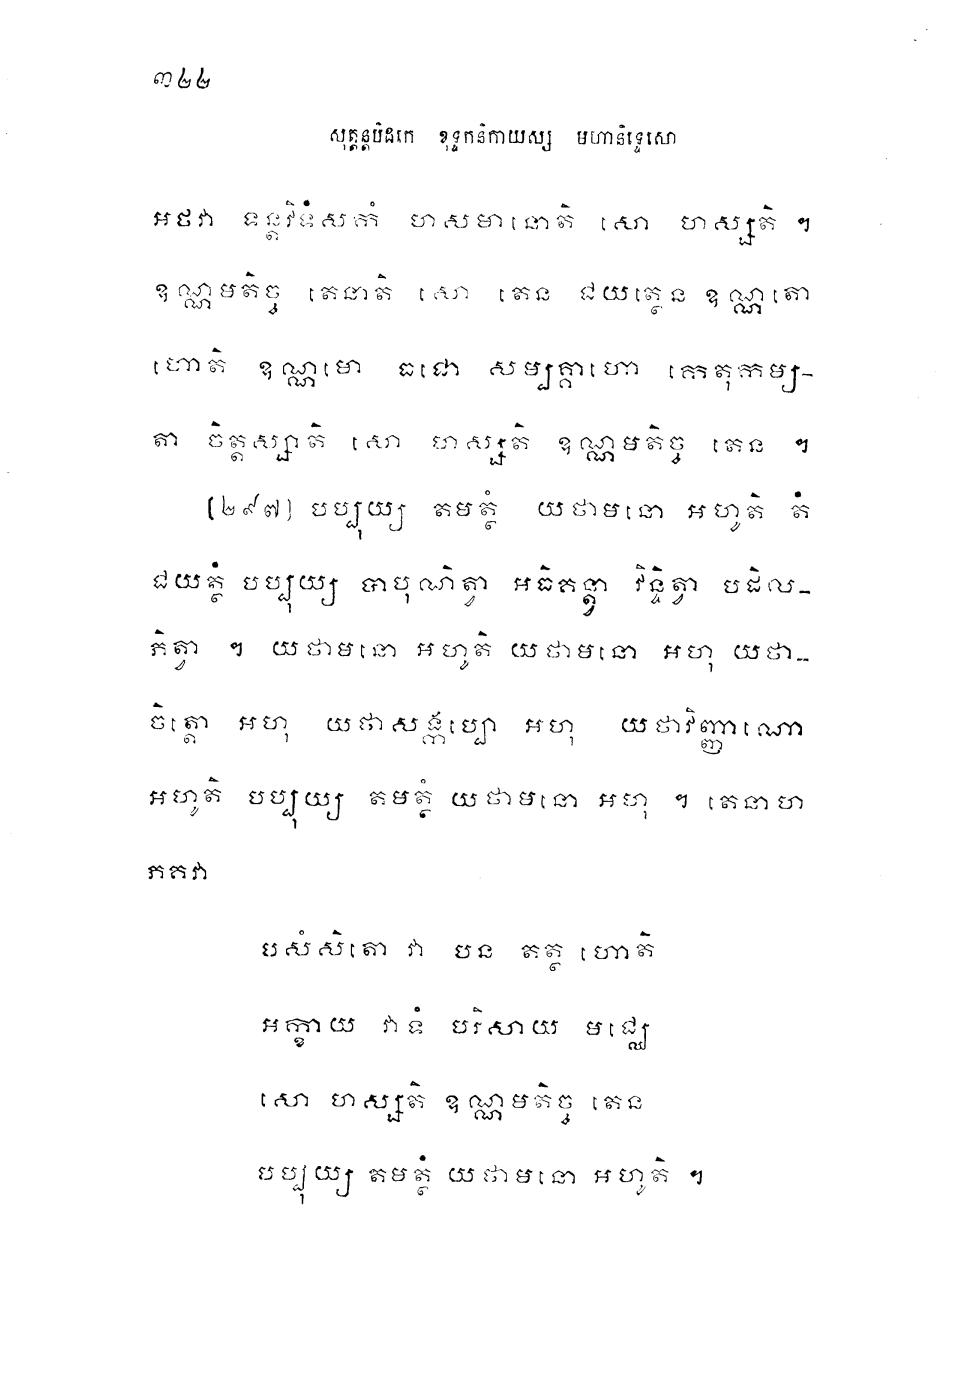 ៣៤៤
សុត្តន្តបិដកេ ខុទ្ទកនិកាយស្ស មហានិទ្ទេសោ
អថវា ទន្តវិទំសកំ ហសមានោតិ សោ ហស្សតិ ។
ឧណ្ណមតិច្ច តេនាតិ សោ តេន ជយត្ថេន ឧណ្ណតោ
ហោតិ ឧណ្ណមោ ធជោ សម្បគ្គាហោ កេតុកម្យ-
តា ចិត្តស្សាតិ សោ ហស្សតិ ឧណ្ណមតិច្ច តេន ។
(២៩៧) បប្បុយ្យ តមត្ថំ យថាមនោ អហូតិ តំ
ជយត្ថំ បប្បុយ្យ បាបុណិត្វា អធិគន្ត្វា វិន្ទិត្វា បដិល-
ភិត្វា ។ យថាមនោ អហូតិ យថាមនោ អហុ យថា-
ចិត្តោ អហុ យថាសង្កប្បោ អហុ យថាវិញ្ញាណោ
អហូតិ បប្បុយ្យ តមត្ថំ យថាមនោ អហុ ។ តេនាហ
ភគវា
បសំសិតោ វា បន តត្ថ ហោតិ
អក្ខាយ វាទំ បរិសាយ មជ្ឈេ
សោ ហស្សតិ ឧណ្ណមតិច្ច តេន
បប្បុយ្យ តមត្ថំ យថាមនោ អហូតិ ។